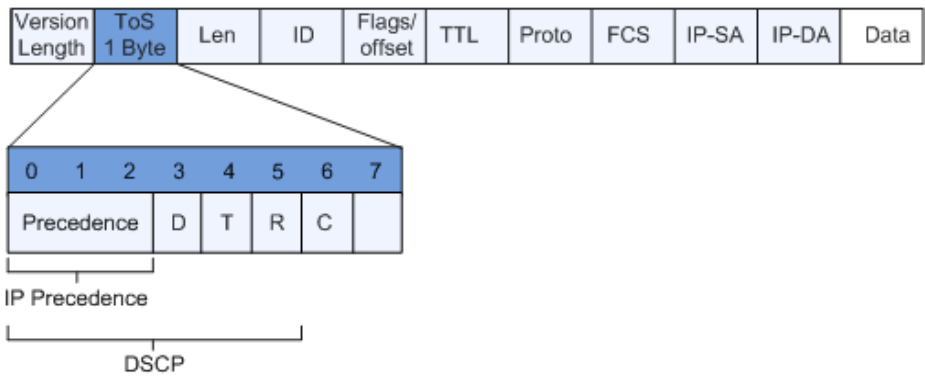 Version Length
ToS 1 Byte
Len
ID
Flags/ offset
TTL
Proto
FCS
IP-SA
IP-DA
Data
0 1 2 3 4 5 6 7
Precedence D T R C
IP Precedence
DSCP